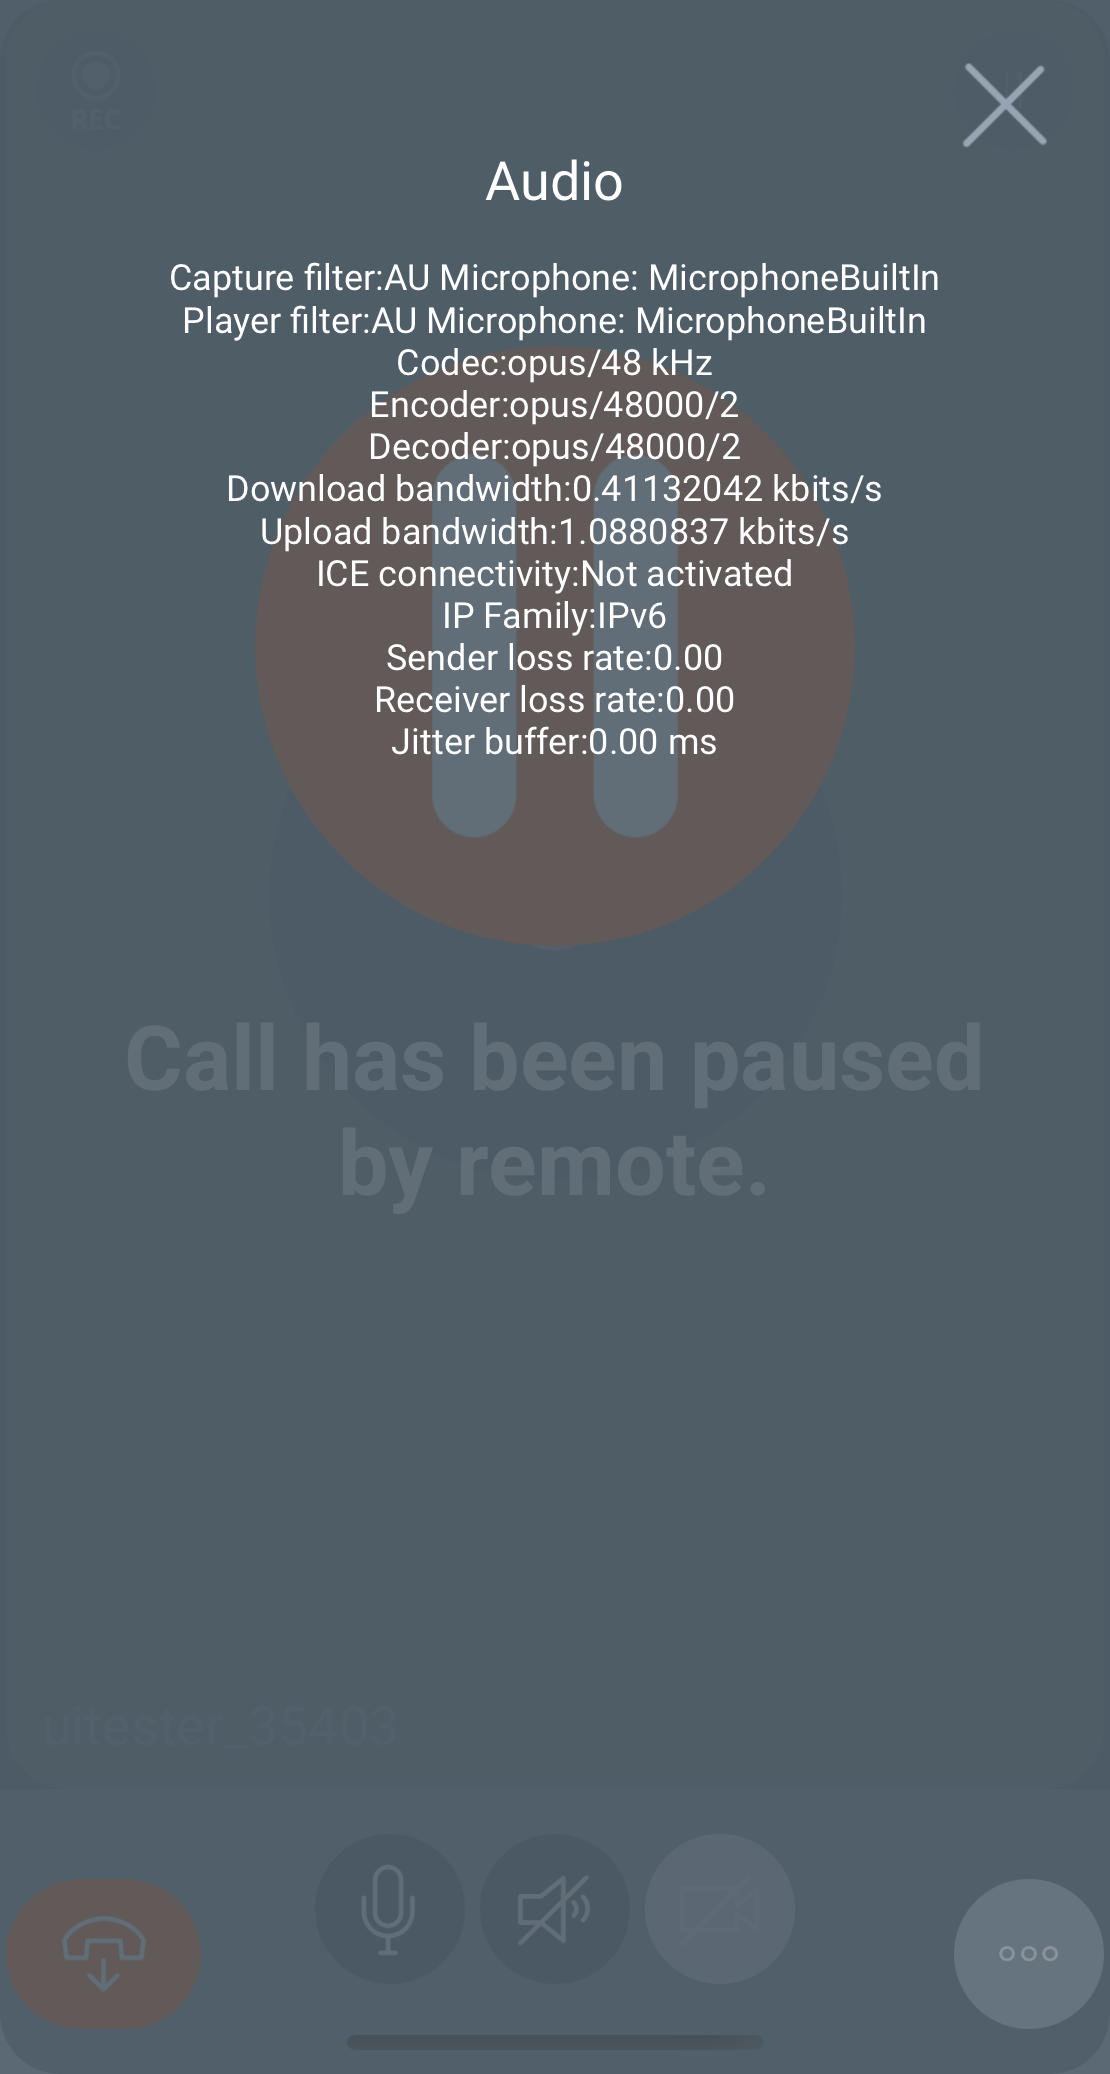 REC
Audio
Capture filter:AU Microphone: MicrophoneBuiltIn
Player filter:AU Microphone: MicrophoneBuiltIn
Codec:opus/48 kHz
Encoder:opus/48000/2
Decoder:opus/48000/2
Download bandwidth:0.41132042 kbits/s
Upload bandwidth:1.0880837 kbits/s
ICE connectivity:Not activated
IP Family:IPv6
Sender loss rate:0.00
Receiver loss rate:0.00
Jitter buffer:0.00 ms
Call has been paused
by remote.
uitester_35403